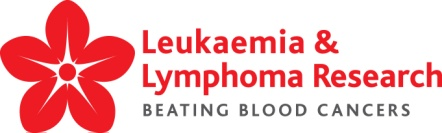 Leukaemia &
Lymphoma Research
BEATING BLOOD CANCERS